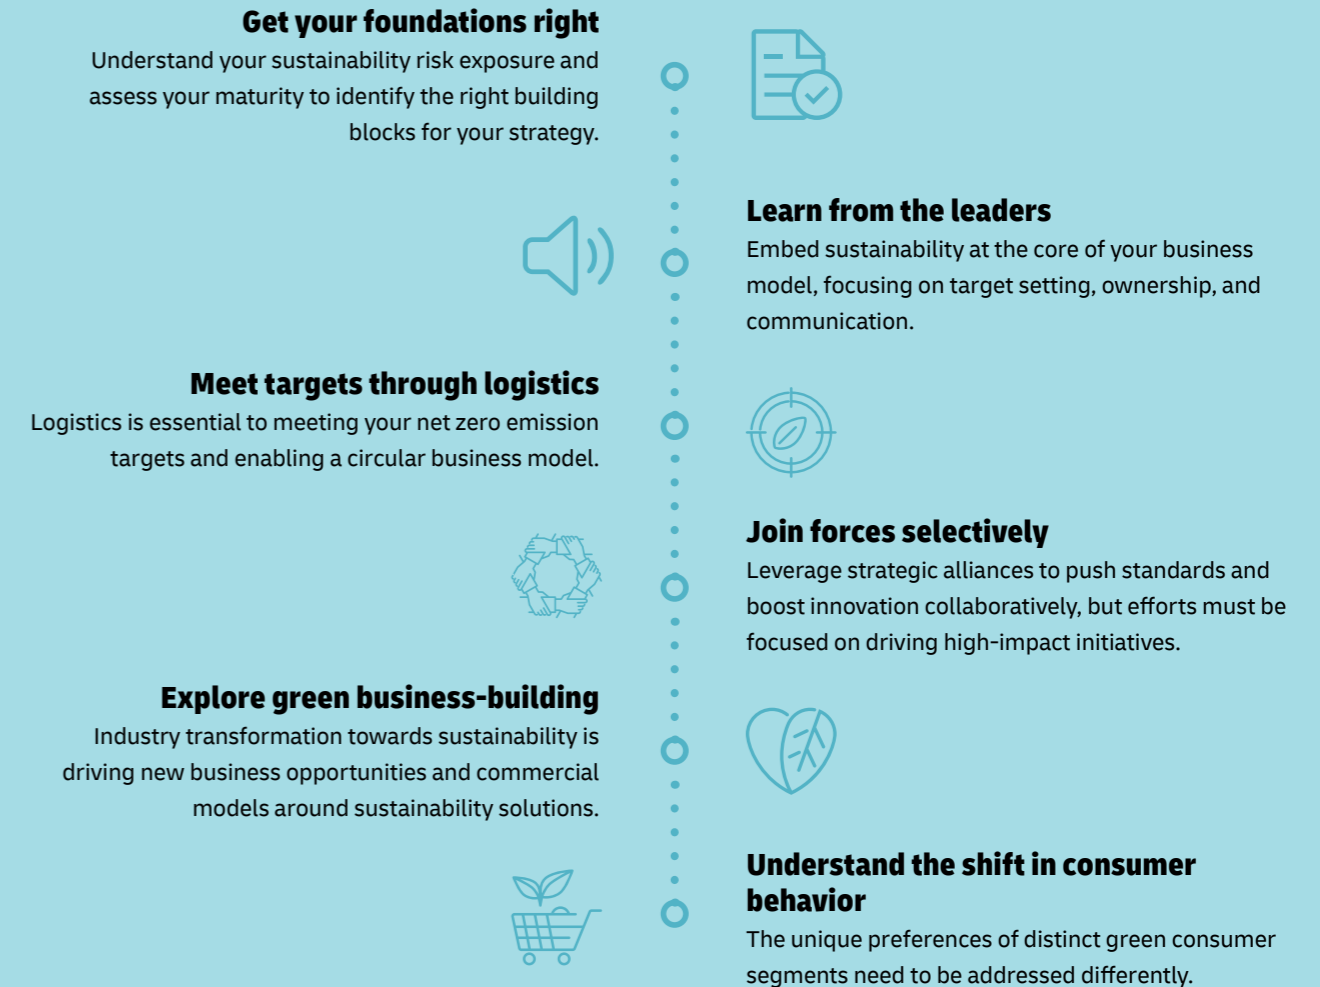 Get your foundations right
Understand your sustainability risk exposure and
assess your maturity to identify the right building
blocks for your strategy.
Learn from the leaders
Embed sustainability at the core of your business
model, focusing on target setting, ownership, and
communication.
Meet targets through logistics
Logistics is essential to meeting your net zero emission
targets and enabling a circular business model.
Join forces selectively
Leverage strategic alliances to push standards and
boost innovation collaboratively, but efforts must be
focused on driving high-impact initiatives.
Explore green business-building
Industry transformation towards sustainability is
driving new business opportunities and commercial
models around sustainability solutions.
Understand the shift in consumer
behavior
The unique preferences of distinct green consumer
segments need to be addressed differently.